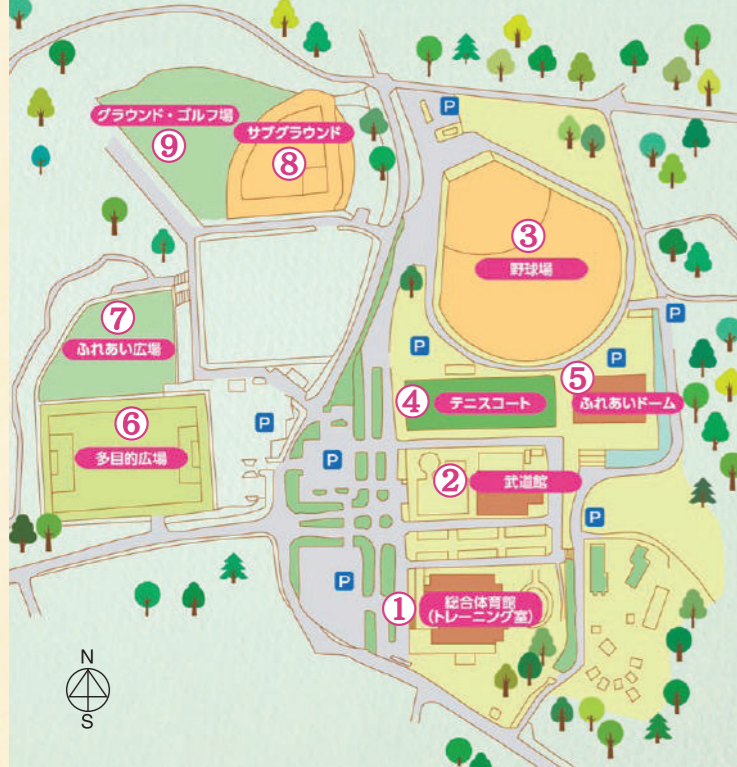 グラウンド・ゴルフ場
⑨
サブグラウンド
⑧
P
③
野球場
⑦
ふれあい広場
P
P
P
④
テニスコート
⑤
ふれあいドーム
⑥
多目的広場
P
P
②
武道館
P
P
①
総合体育館
(トレーニング室)
N
S